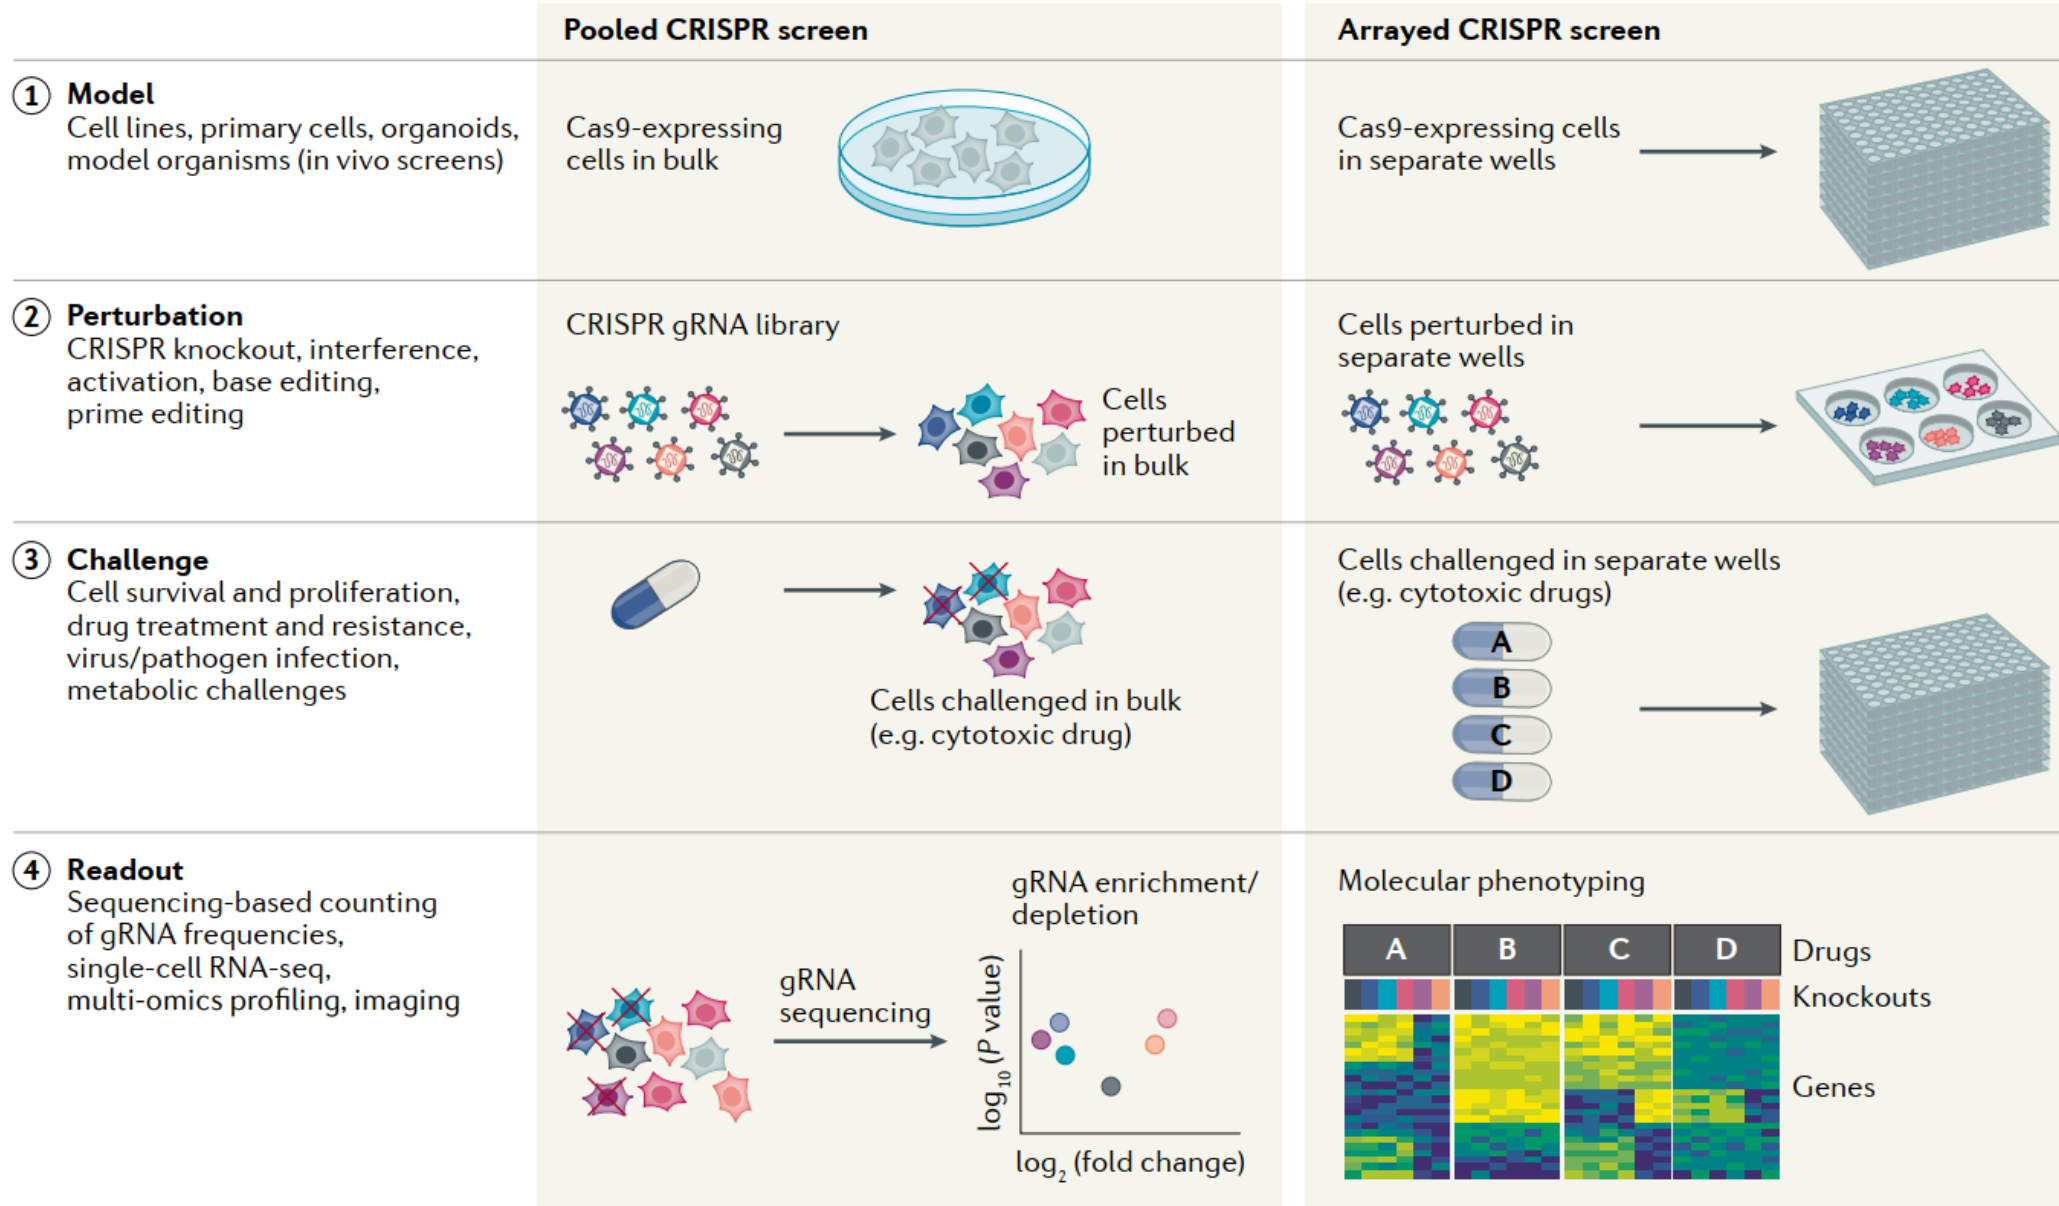 Pooled CRISPR screen
Arrayed CRISPR screen
1 Model
Cell lines, primary cells, organoids,
model organisms (in vivo screens)
Cas9-expressing
cells in bulk
Cas9-expressing cells
in separate wells
2 Perturbation
CRISPR knockout, interference,
activation, base editing,
prime editing
CRISPR gRNA library
Cells
perturbed
in bulk
Cells perturbed in
separate wells
3 Challenge
Cell survival and proliferation,
drug treatment and resistance,
virus/pathogen infection,
metabolic challenges
Cells challenged in bulk
(e.g. cytotoxic drug)
Cells challenged in separate wells
(e.g. cytotoxic drugs)
A
B
C
D
4 Readout
Sequencing-based counting
of gRNA frequencies,
single-cell RNA-seq,
multi-omics profiling, imaging
gRNA
sequencing
gRNA enrichment/
depletion
log10 (P value)
log2 (fold change)
Molecular phenotyping
A B C D Drugs
Knockouts
Genes